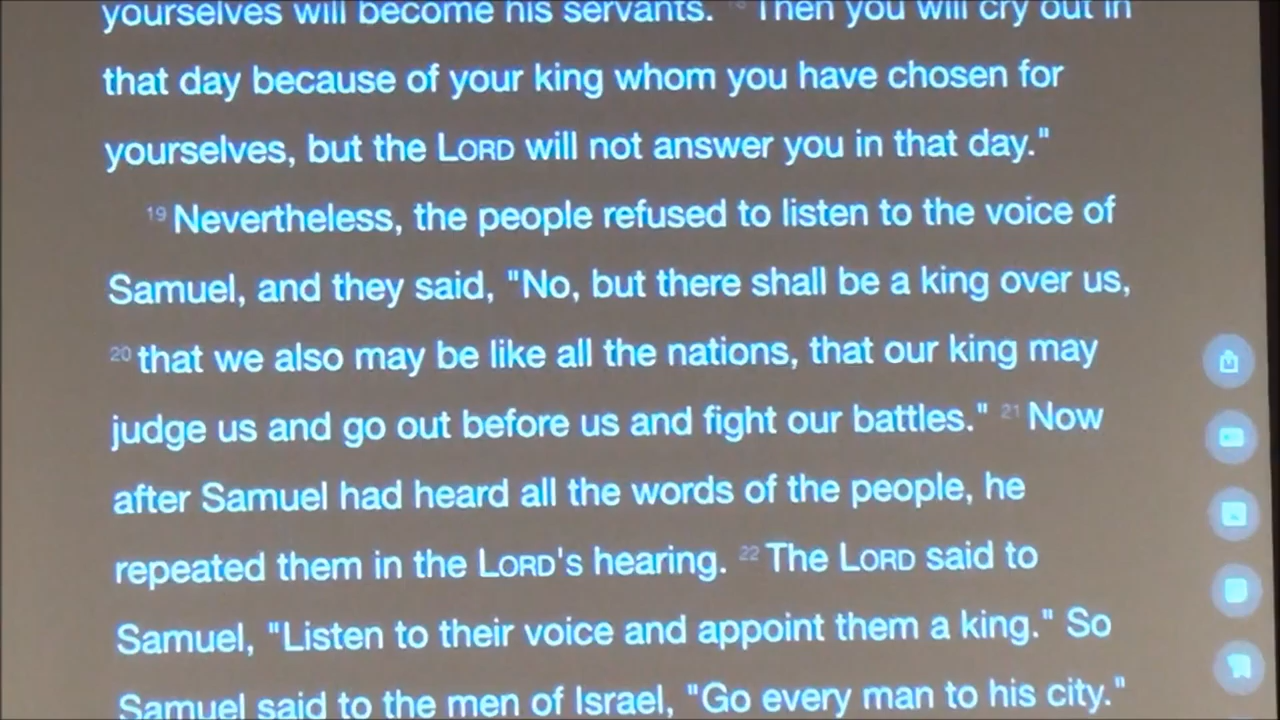 yourselves will become his servants. 18 Then you will cry out in
that day because of your king whom you have chosen for
yourselves, but the LORD will not answer you in that day."
19 Nevertheless, the people refused to listen to the voice of
Samuel, and they said, "No, but there shall be a king over us,
20 that we also may be like all the nations, that our king may
judge us and go out before us and fight our battles." 21 Now
after Samuel had heard all the words of the people, he
repeated them in the LORD's hearing. 22 The LORD said to
Samuel, "Listen to their voice and appoint them a king." So
Samuel said to the men of Israel, "Go every man to his city."